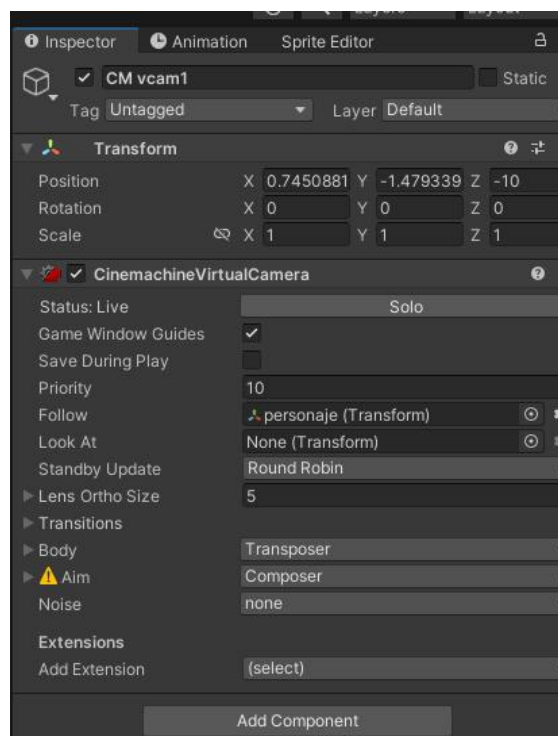 Inspector Animation Sprite Editor
CM vcam1 Static
Tag Untagged Layer Default
Transform
Position X 0.7450881 Y -1.479339 Z -10
Rotation X 0 Y 0 Z 0
Scale X 1 Y 1 Z 1
CinemachineVirtualCamera
Status: Live Solo
Game Window Guides
Save During Play
Priority 10
Follow personaje (Transform)
Look At None (Transform)
Standby Update Round Robin
Lens Ortho Size 5
Transitions
Body Transposer
Aim Composer
Noise none
Extensions
Add Extension (select)
Add Component